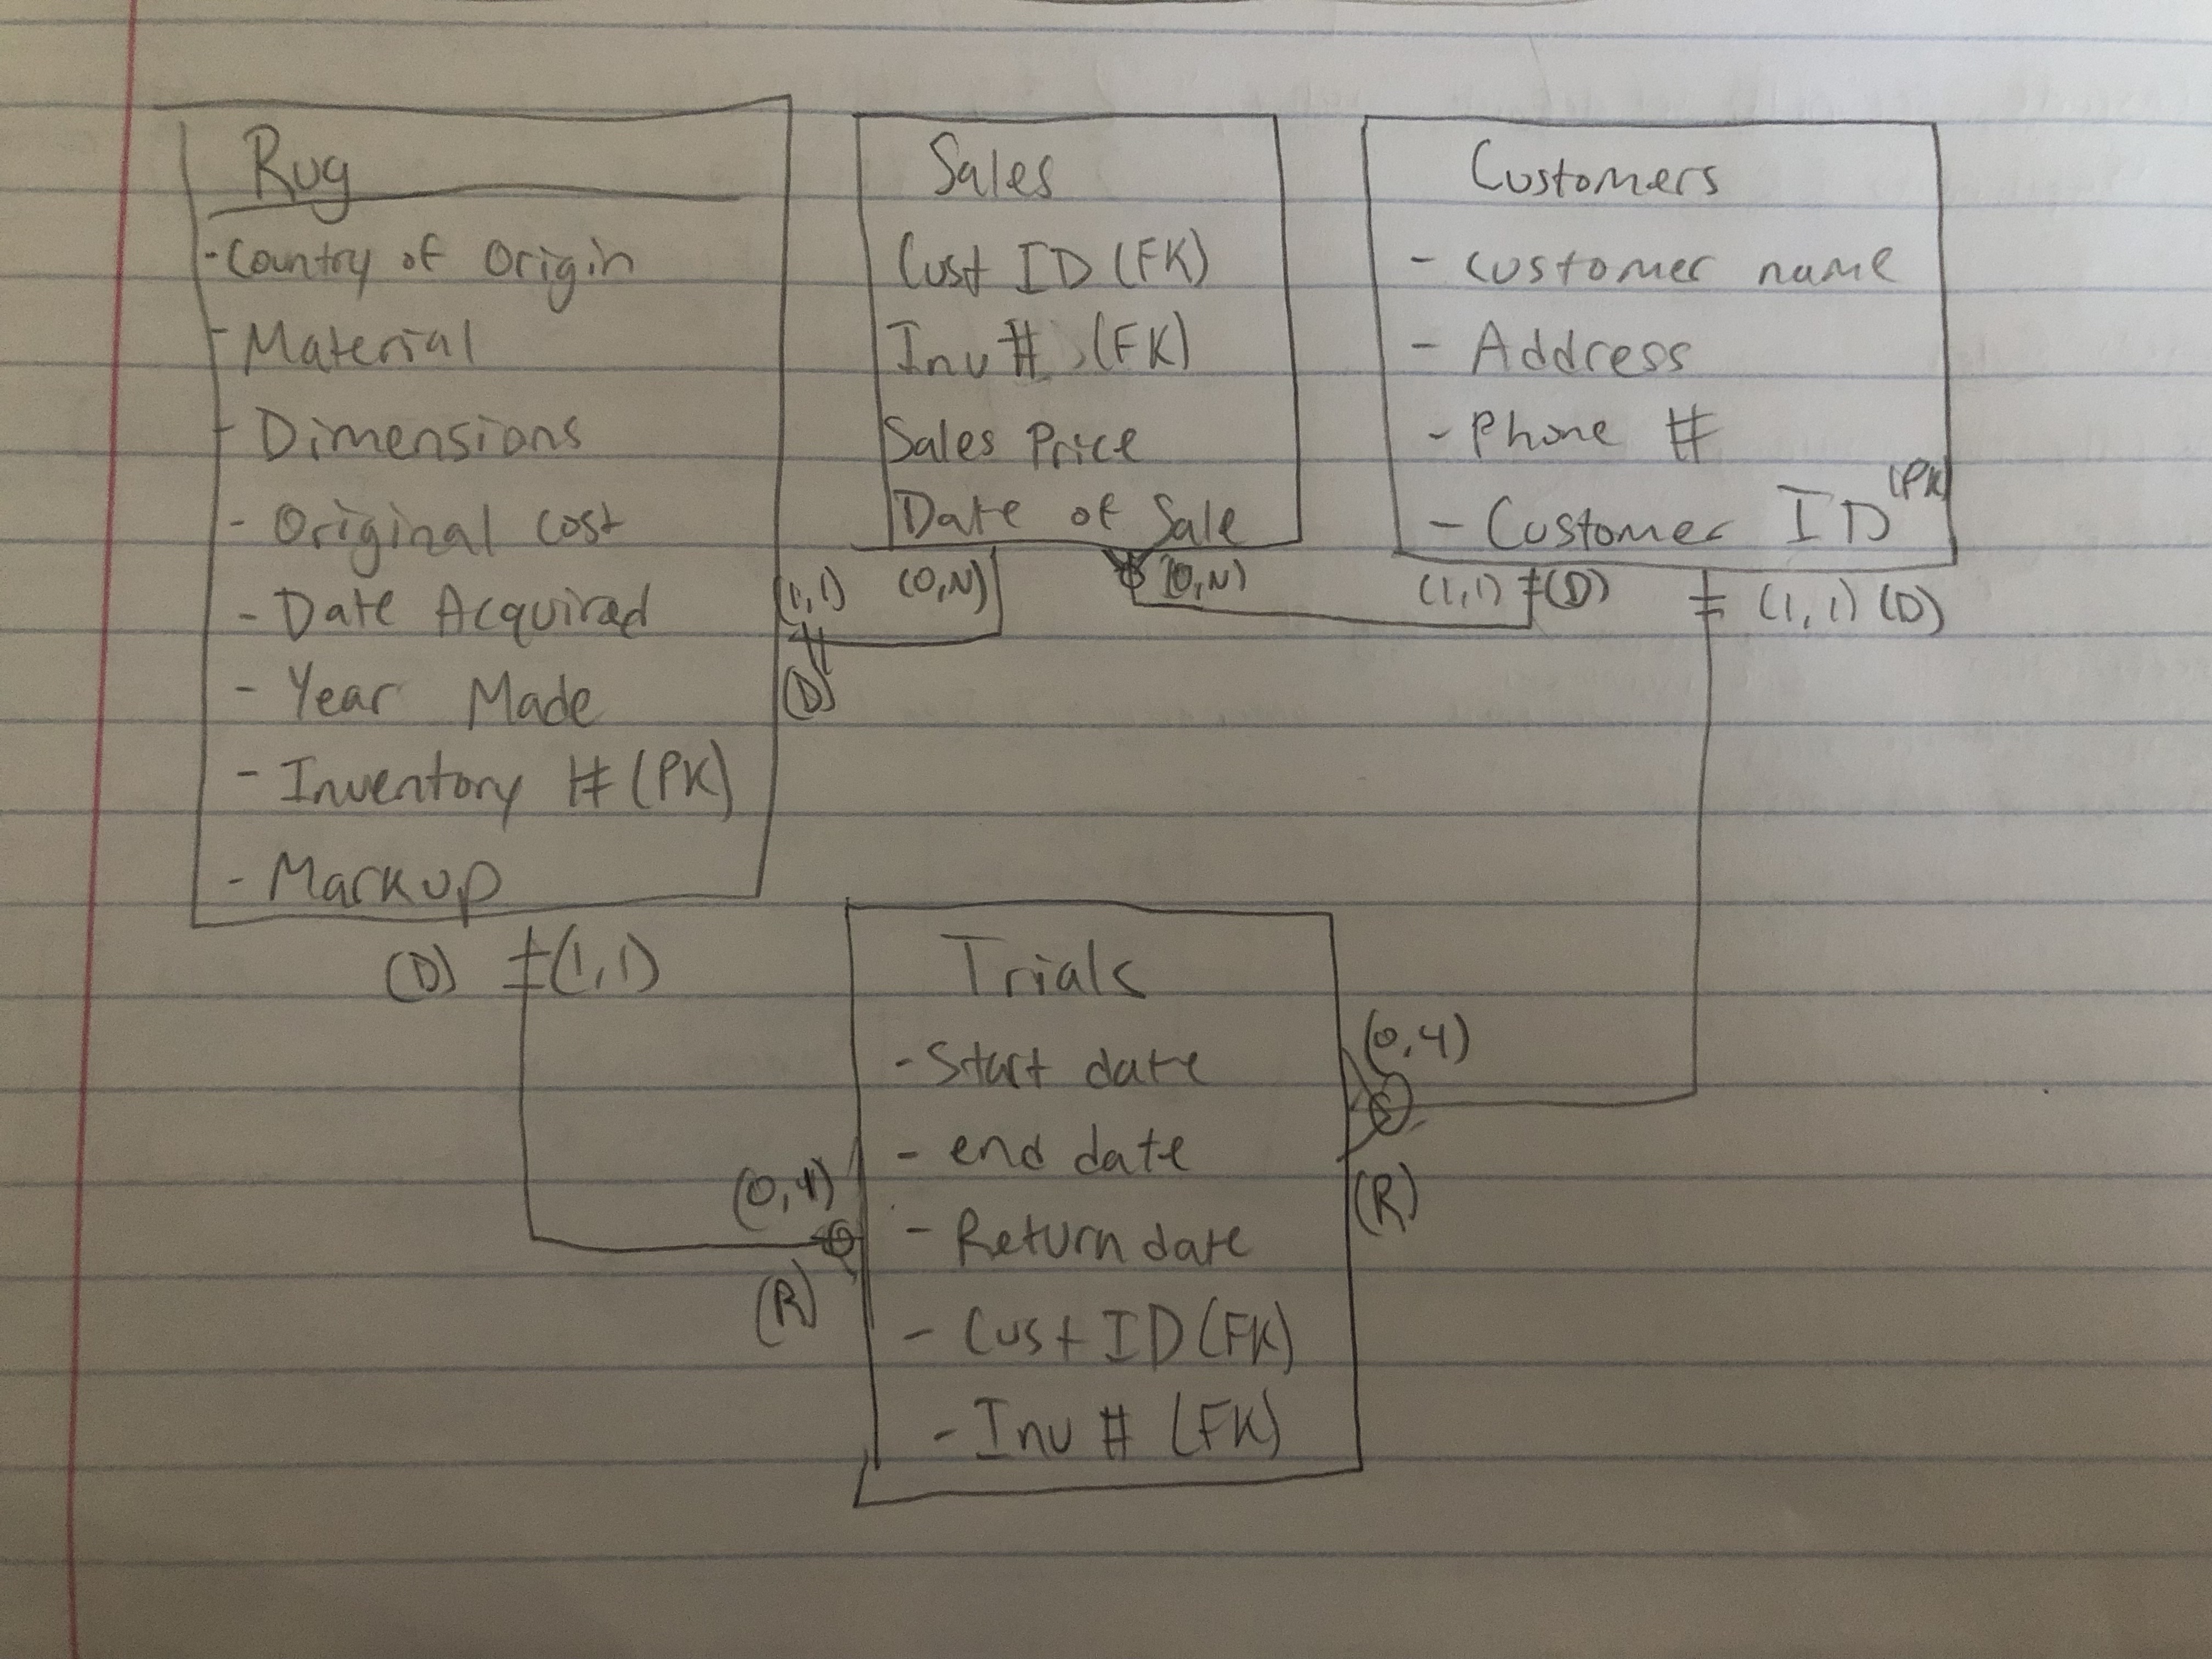 Rug
-Country of Origin
-Material
- Dimensions
- Original cost
- Date Acquired
- Year Made
- Inventory # (PK)
- Markup
Sales
Cust ID (FK)
Inv # (FK)
Sales Price
Date of Sale
Customers
- customer name
- Address
- Phone #
- Customer ID (PK)
(1,1)
(0,N)
(0,N)
(1,1) (D)
(1,1) (D)
(D)
(D) (1,1)
Trials
-Start date
- end date
- Return date
- Cust ID (FK)
- Inv # (FK)
(0,4)
(R)
(0,4)
(R)